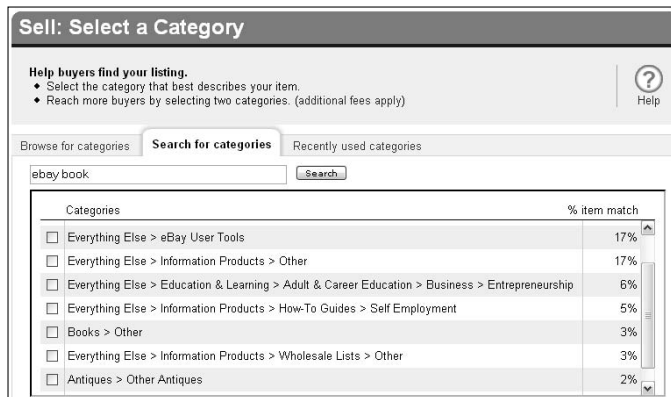 Sell: Select a Category
Help buyers find your listing.
◆ Select the category that best describes your item.
◆ Reach more buyers by selecting two categories. (additional fees apply)
?
Help
Browse for categories Search for categories Recently used categories
ebay book Search
Categories % item match
Everything Else > eBay User Tools 17%
Everything Else > Information Products > Other 17%
Everything Else > Education & Learning > Adult & Career Education > Business > Entrepreneurship 6%
Everything Else > Information Products > How-To Guides > Self Employment 5%
Books > Other 3%
Everything Else > Information Products > Wholesale Lists > Other 3%
Antiques > Other Antiques 2%